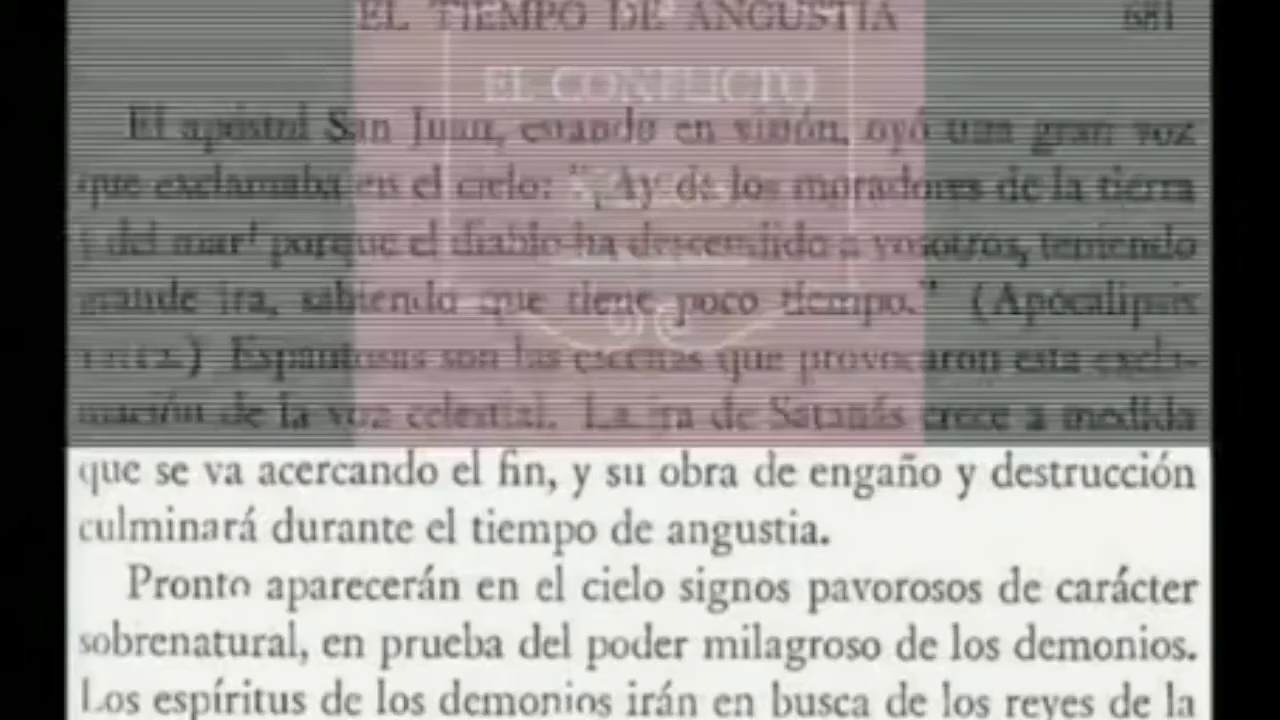 EL TIEMPO DE ANGUSTIA 681
EL CONFLICTO
El apóstol San Juan, cuando en visión, oyó una gran voz
que exclamaba en el cielo: "¡Ay de los moradores de la tierra
y del mar! porque el diablo ha descendido a vosotros, teniendo
grande ira, sabiendo que tiene poco tiempo." (Apocalipsis
12:12.) Espantosas son las escenas que provocaron esta excla-
mación de la voz celestial. La ira de Satanás crece a medida
que se va acercando el fin, y su obra de engaño y destrucción
culminará durante el tiempo de angustia.
Pronto aparecerán en el cielo signos pavorosos de carácter
sobrenatural, en prueba del poder milagroso de los demonios.
Los espíritus de los demonios irán en busca de los reyes de la